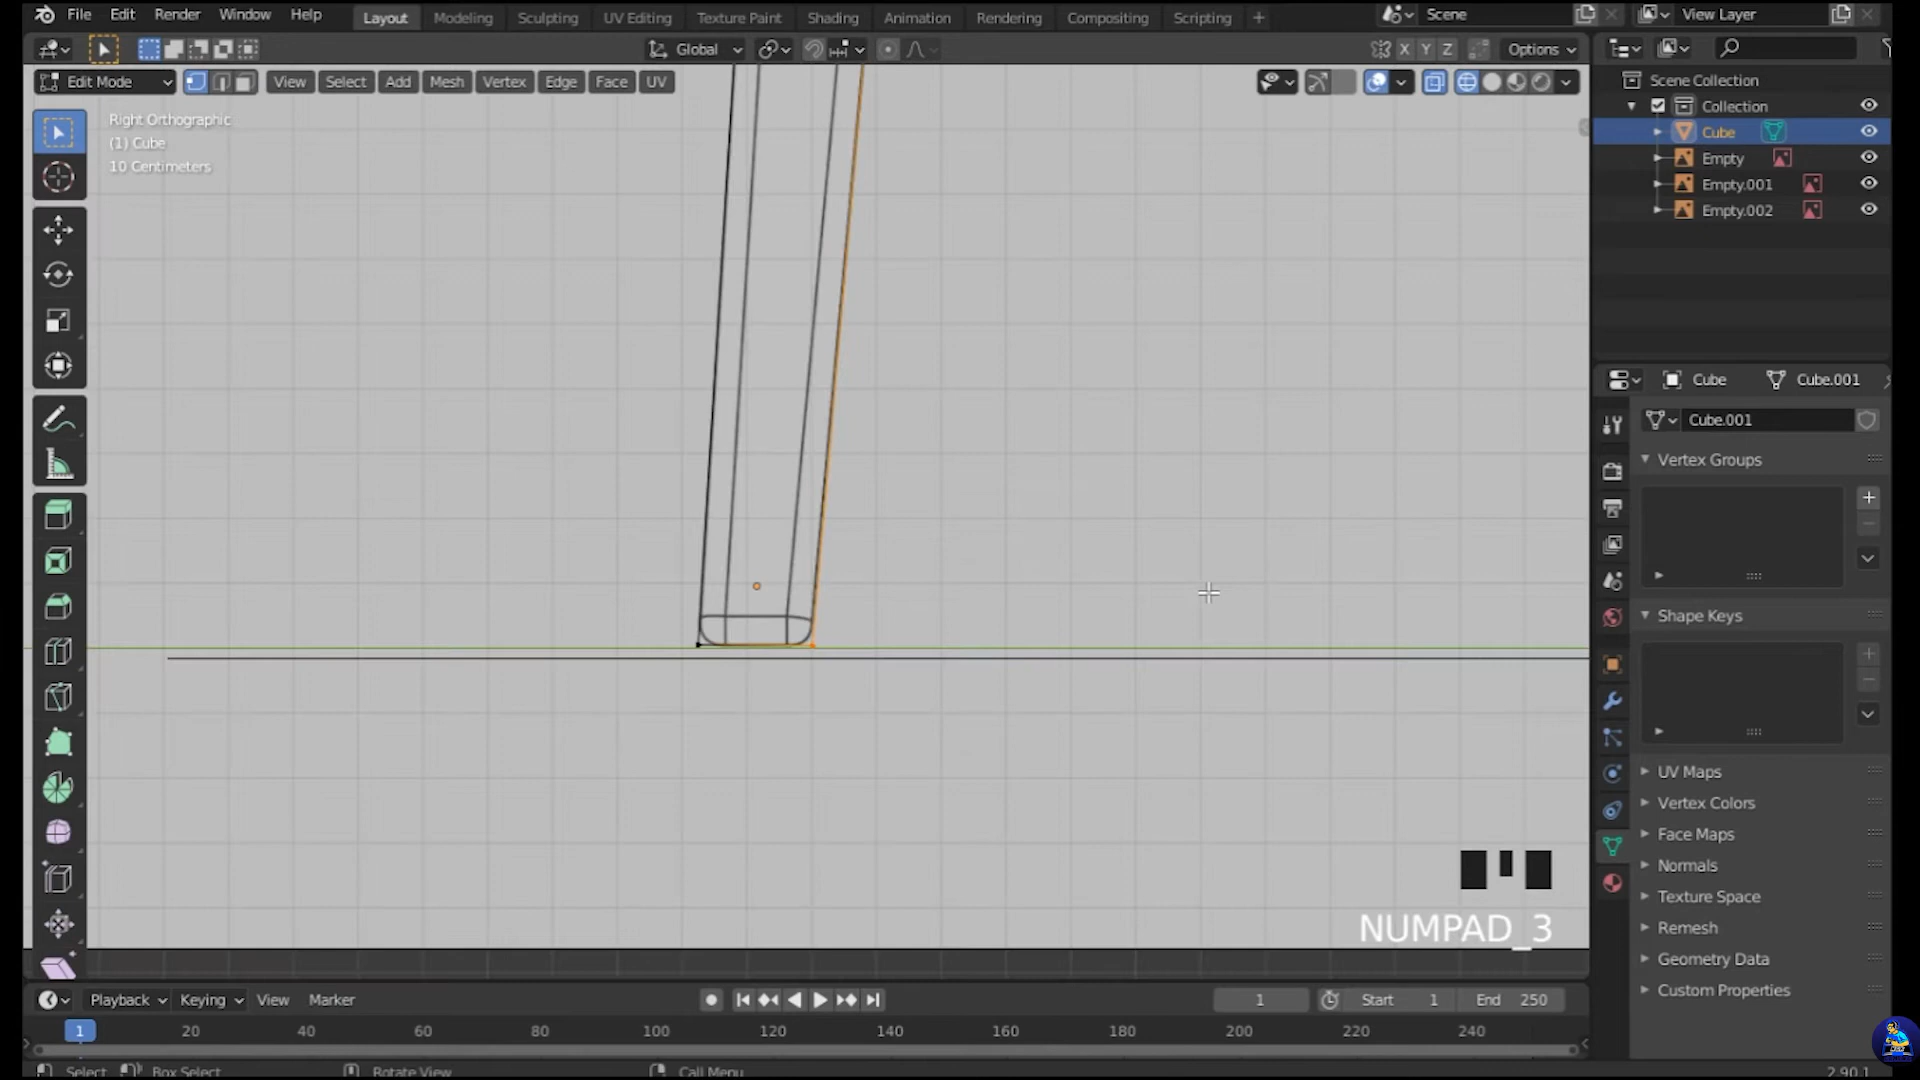 File Edit Render Window Help Layout Modeling Sculpting UV Editing Texture Paint Shading Animation Rendering Compositing Scripting + Scene View Layer
Global X Y Z Options
Edit Mode View Select Add Mesh Vertex Edge Face UV
Right Orthographic
(1) Cube
10 Centimeters
Scene Collection
Collection
Cube
Empty
Empty.001
Empty.002
Cube Cube.001
Cube.001
Vertex Groups
Shape Keys
UV Maps
Vertex Colors
Face Maps
Normals
Texture Space
Remesh
Geometry Data
Custom Properties
NUMPAD_3
Playback Keying View Marker 1 Start 1 End 250
1 20 40 60 80 100 120 140 160 180 200 220 240
Select Box Select Rotate View Call Menu 2.90.1